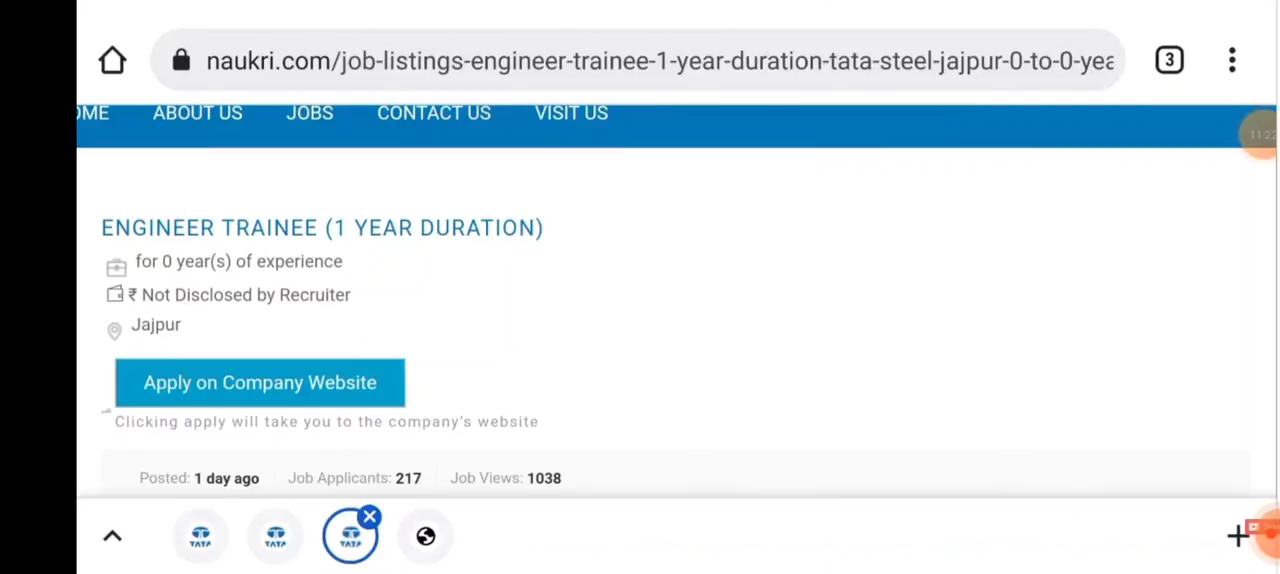 naukri.com/job-listings-engineer-trainee-1-year-duration-tata-steel-jajpur-0-to-0-yea
3
OME ABOUT US JOBS CONTACT US VISIT US
11:22
ENGINEER TRAINEE (1 YEAR DURATION)
for 0 year(s) of experience
₹ Not Disclosed by Recruiter
Jajpur
Apply on Company Website
Clicking apply will take you to the company's website
Posted: 1 day ago Job Applicants: 217 Job Views: 1038
TATA TATA TATA